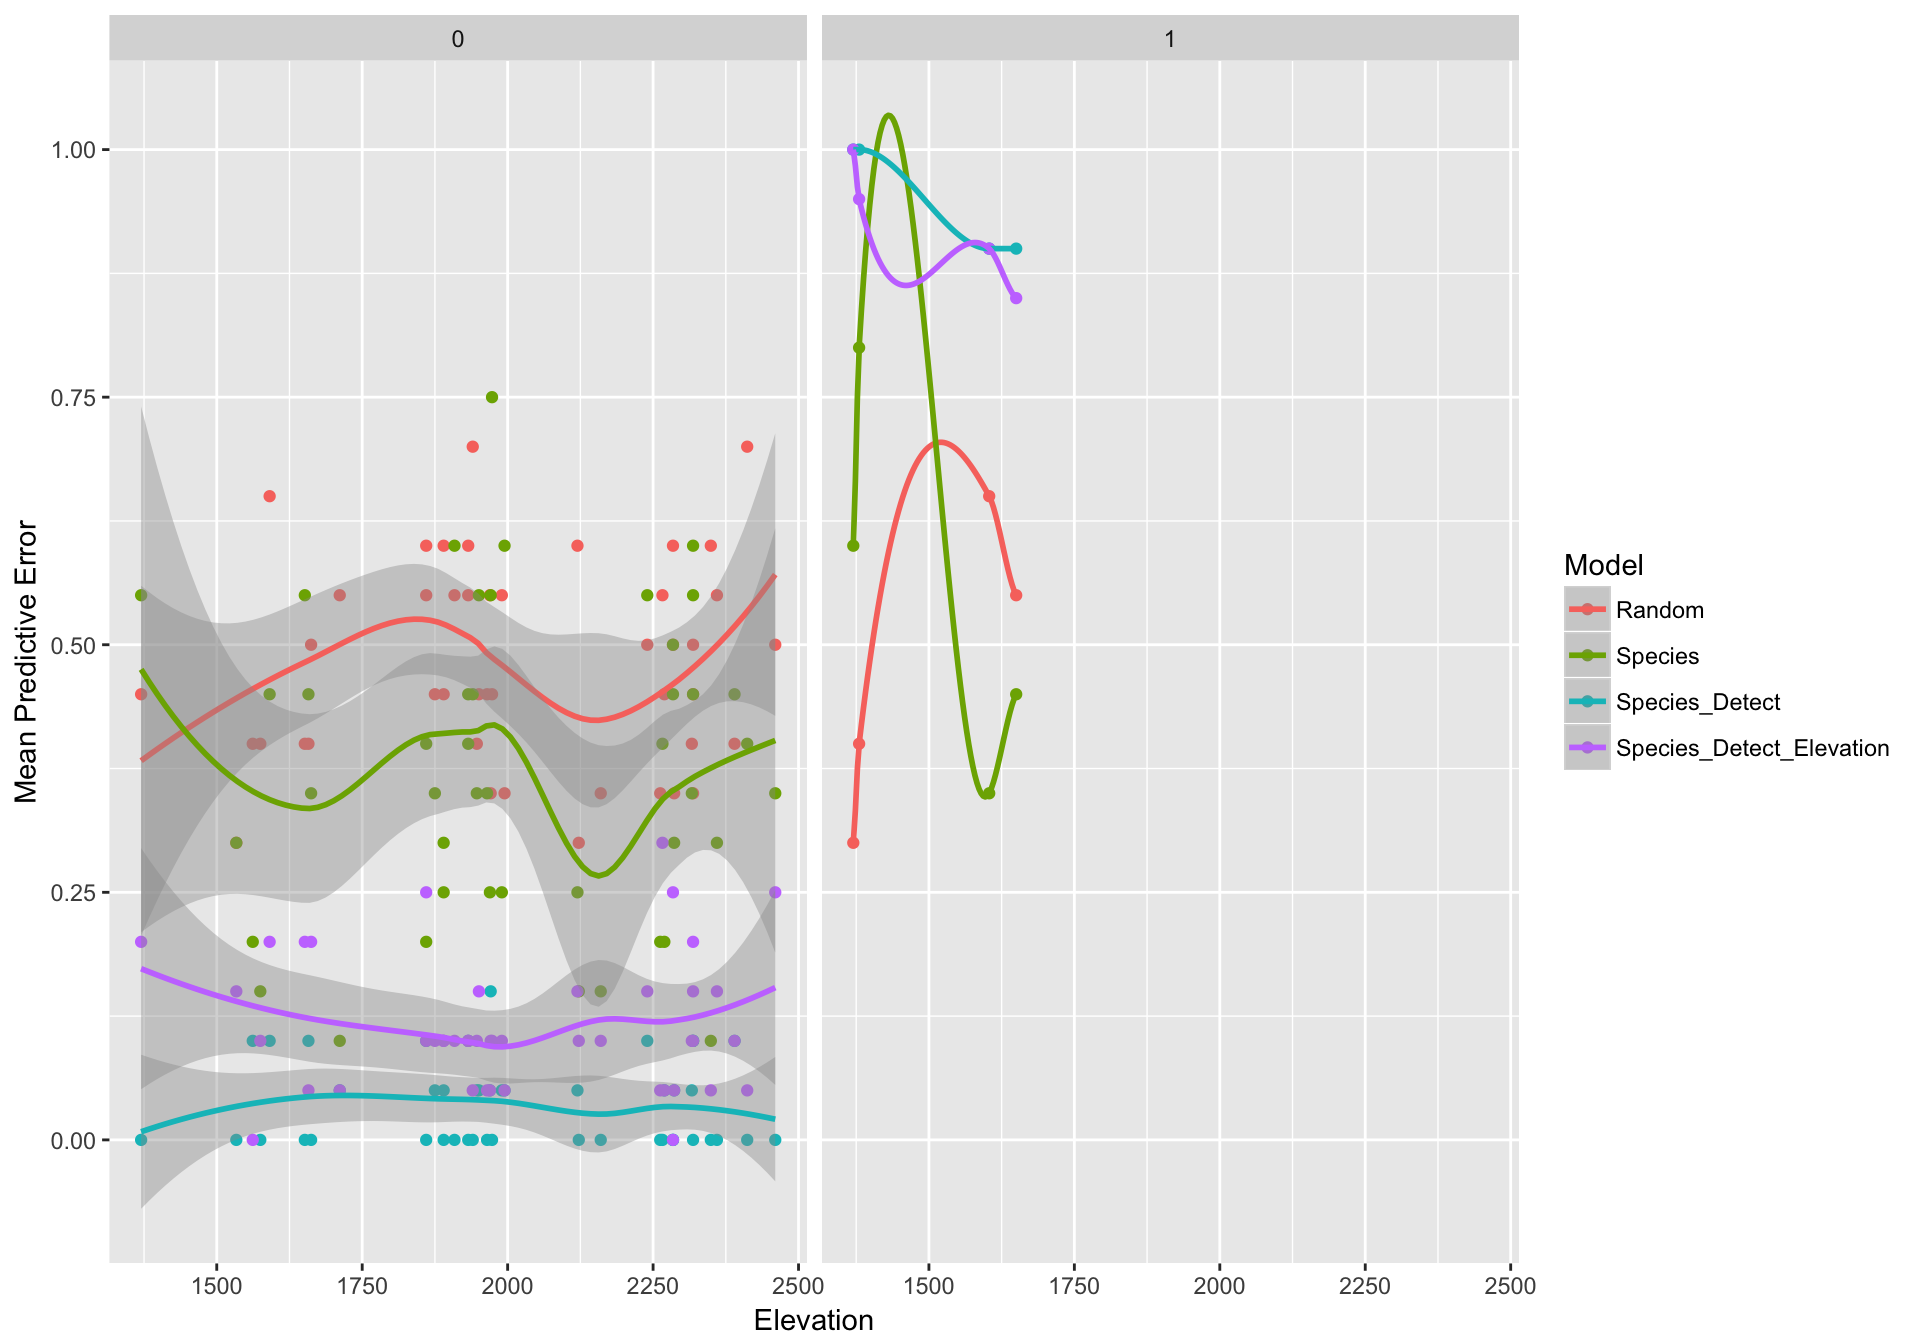 0
1
1.00
0.75
0.50
0.25
0.00
Mean Predictive Error
1500 1750 2000 2250 2500
1500 1750 2000 2250 2500
Elevation
Model
Random
Species
Species_Detect
Species_Detect_Elevation